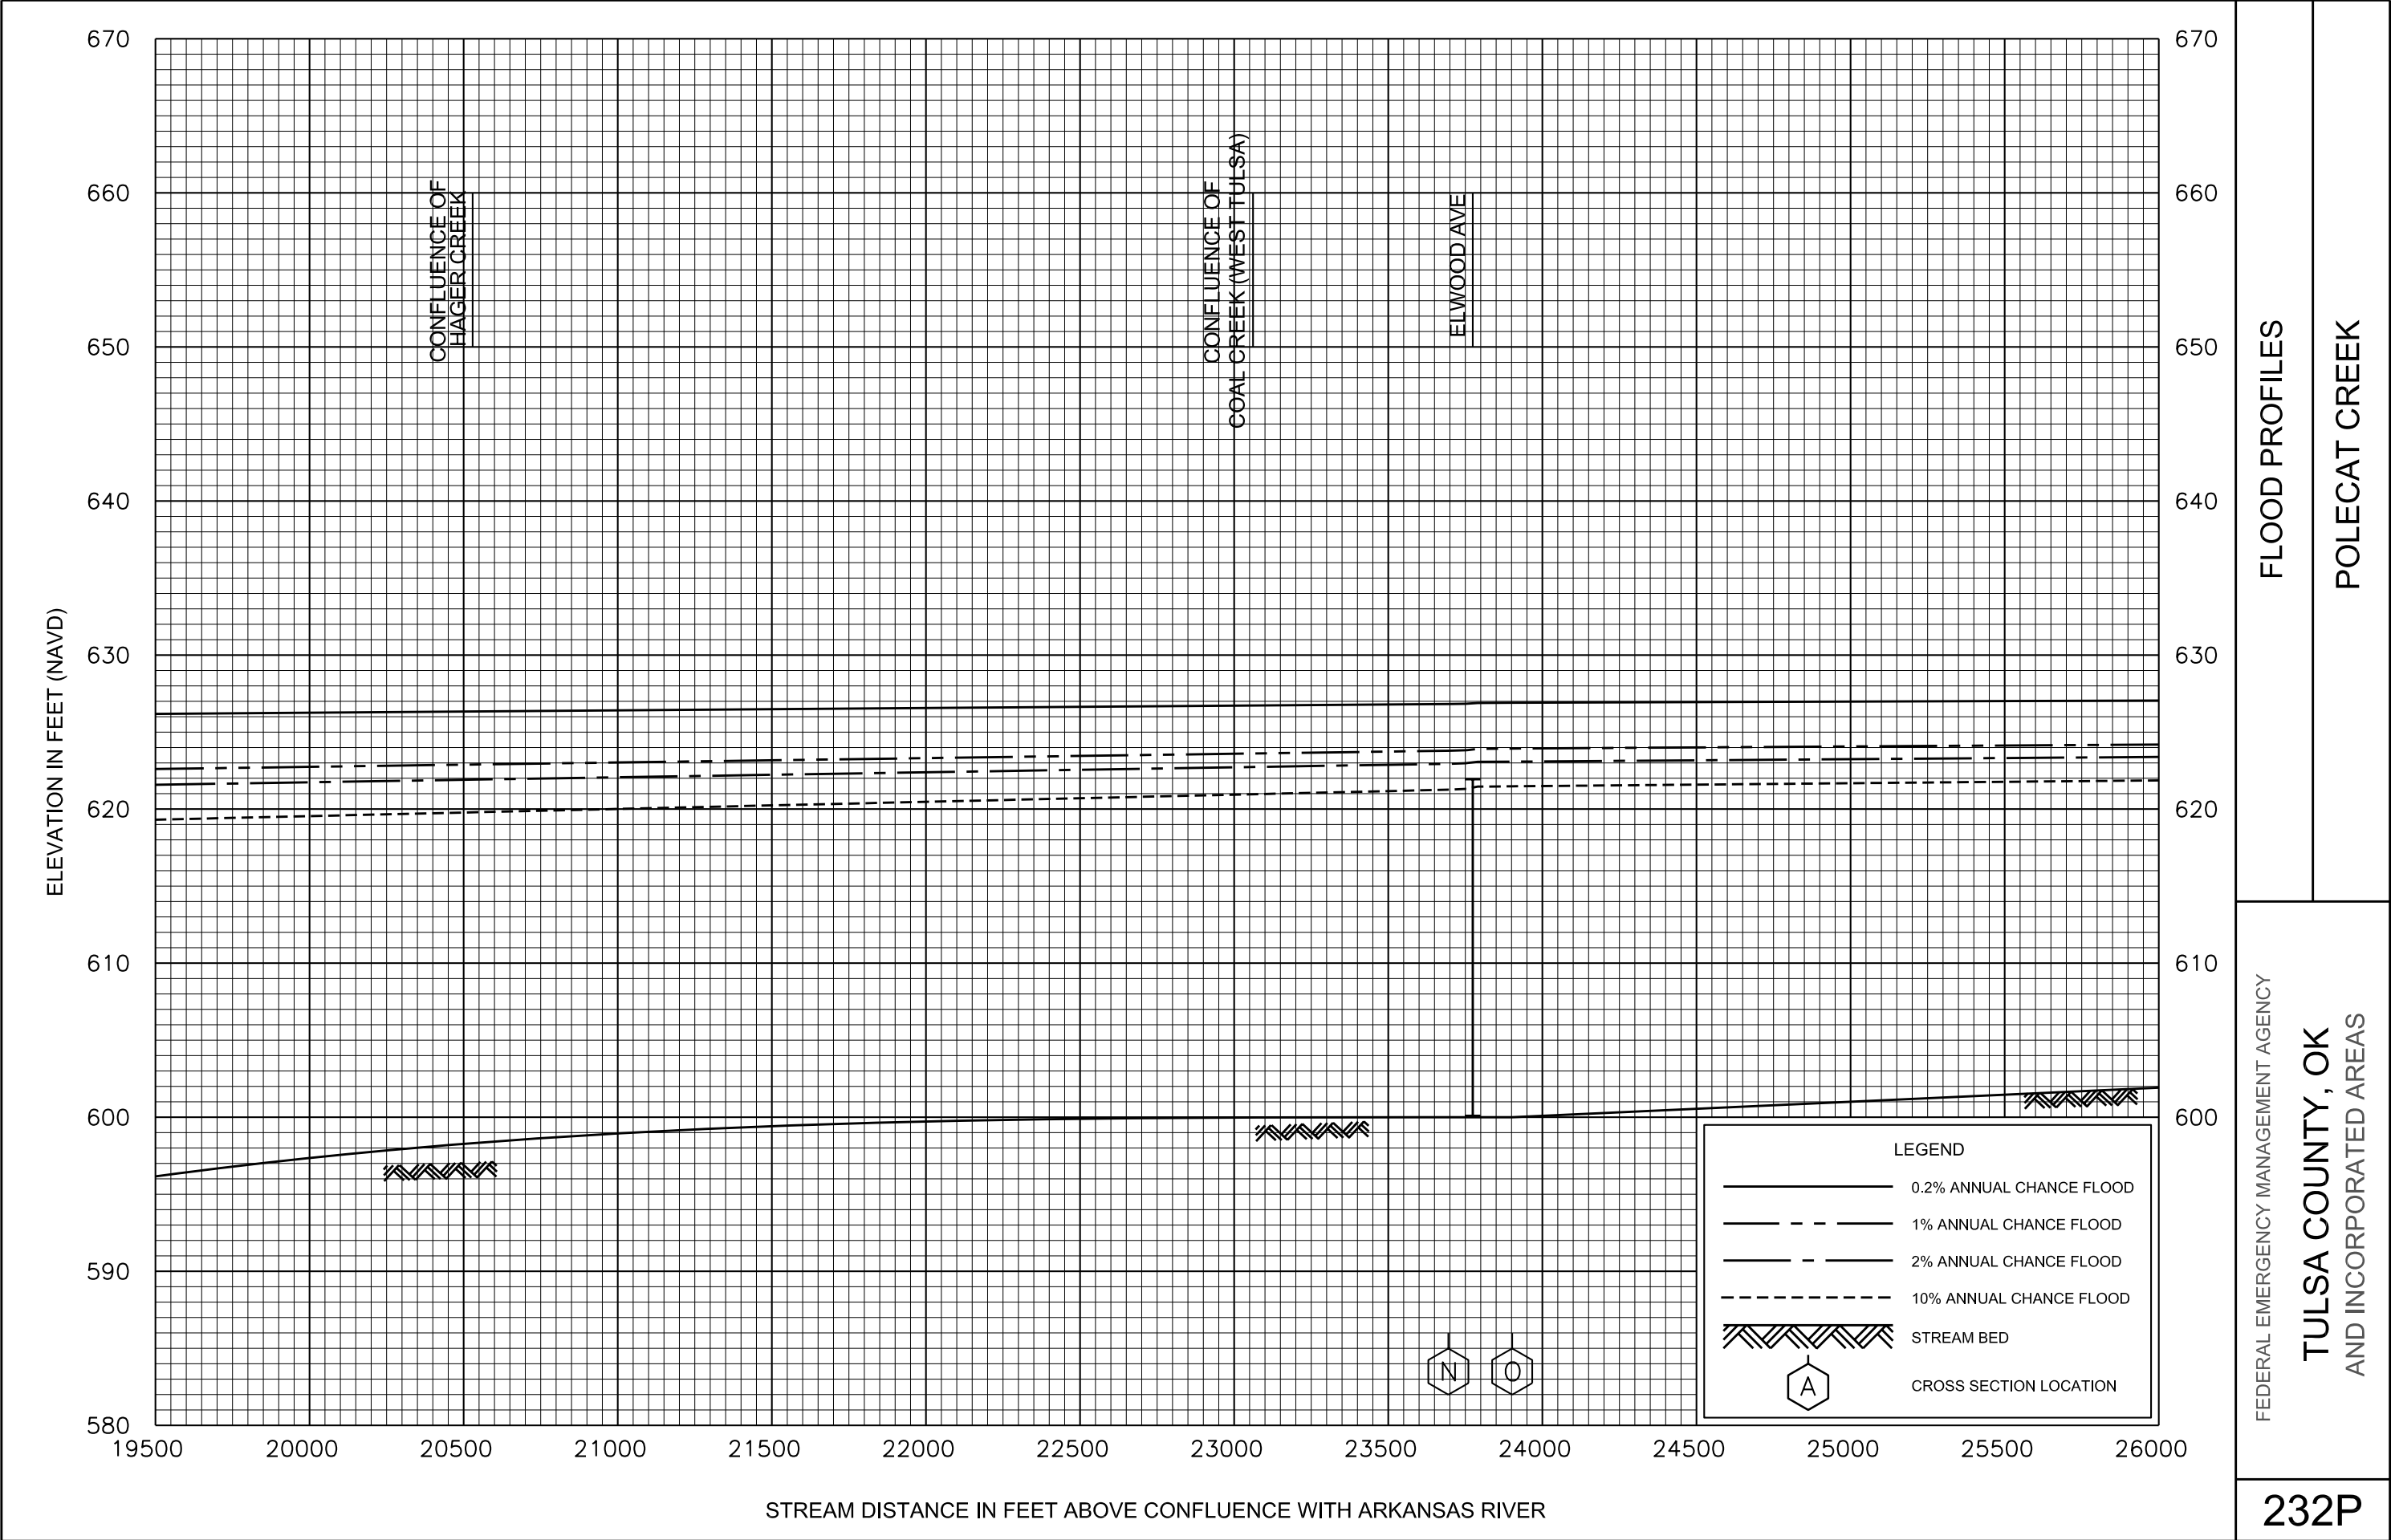 670
660
650
640
630
620
610
600
590
580
ELEVATION IN FEET (NAVD)
CONFLUENCE OF
HAGER CREEK
CONFLUENCE OF
COAL CREEK (WEST TULSA)
ELWOOD AVE
N
O
670
660
650
640
630
620
610
600
19500
20000
20500
21000
21500
22000
22500
23000
23500
24000
24500
25000
25500
26000
STREAM DISTANCE IN FEET ABOVE CONFLUENCE WITH ARKANSAS RIVER
LEGEND
0.2% ANNUAL CHANCE FLOOD
1% ANNUAL CHANCE FLOOD
2% ANNUAL CHANCE FLOOD
10% ANNUAL CHANCE FLOOD
STREAM BED
A
CROSS SECTION LOCATION
FLOOD PROFILES
POLECAT CREEK
FEDERAL EMERGENCY MANAGEMENT AGENCY
TULSA COUNTY, OK
AND INCORPORATED AREAS
232P